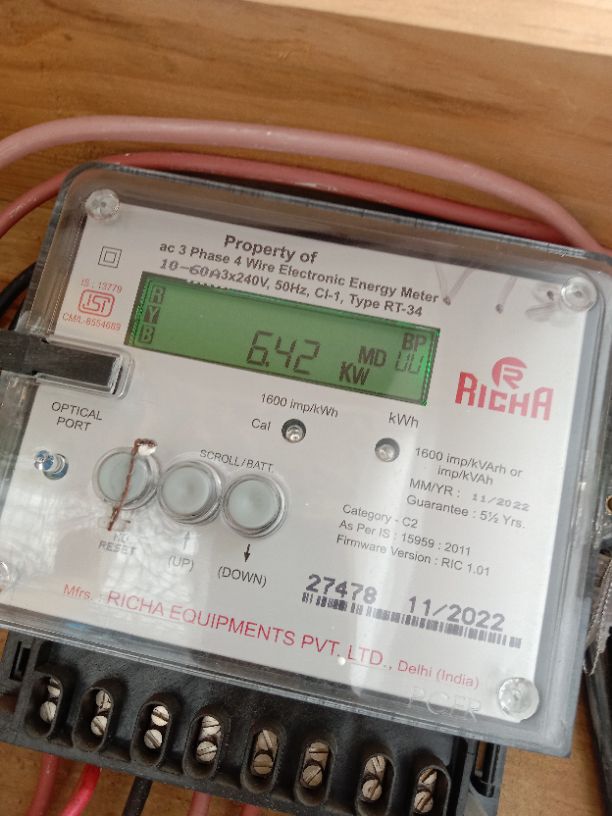 Property of
ac 3 Phase 4 Wire Electronic Energy Meter
10-60A 3x240V, 50Hz, Cl-1, Type RT-34
IS : 13779
ISI
CM/L-8554689
R
Y
B
6.42
MD
KW
BP
00
R
RICHA
1600 imp/kWh
Cal
kWh
1600 imp/kVArh or
imp/kVAh
OPTICAL
PORT
SCROLL/BATT.
MM/YR : 11/2022
Guarantee : 5½ Yrs.
Category - C2
As Per IS : 15959 : 2011
Firmware Version : RIC 1.01
RESET
(UP)
(DOWN)
27478 11/2022
Mfrs. : RICHA EQUIPMENTS PVT. LTD., Delhi (India)